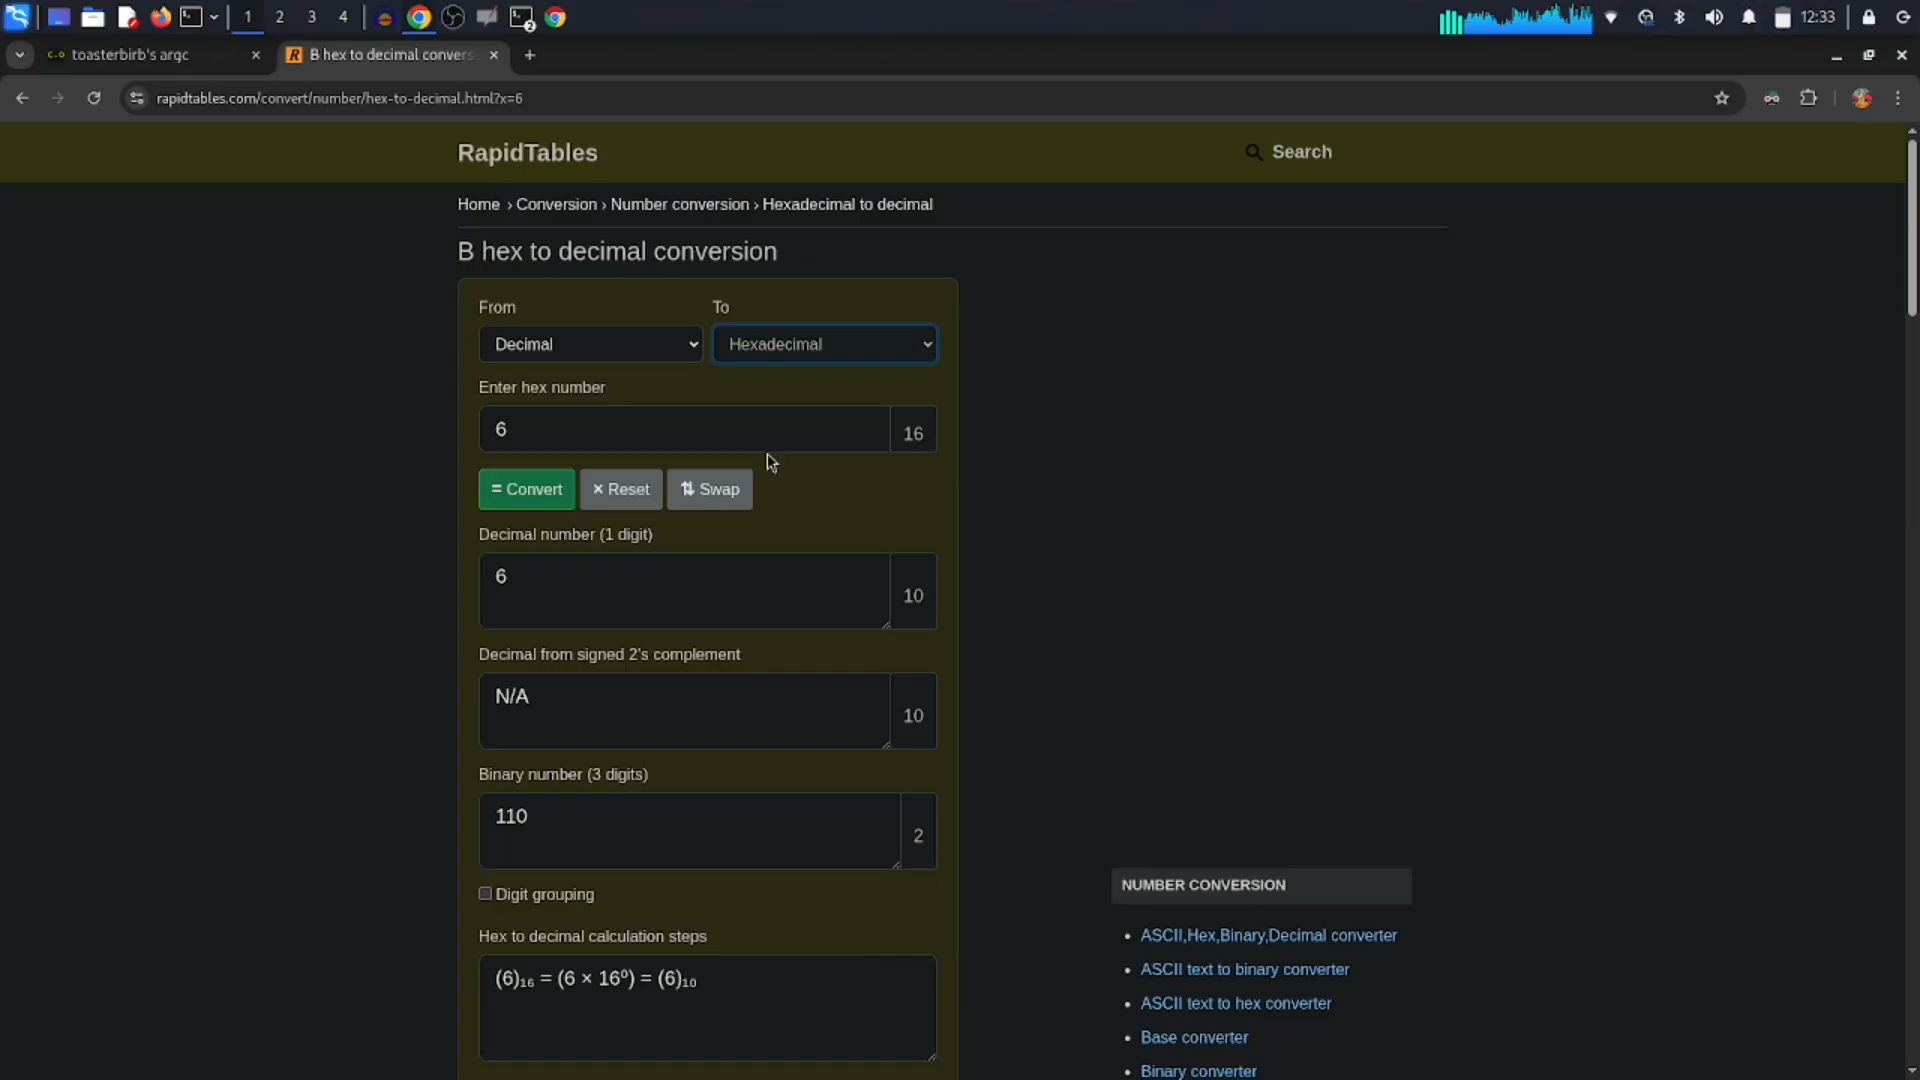 1 2 3 4 2 12:33
toasterbirb's argc B hex to decimal convers
rapidtables.com/convert/number/hex-to-decimal.html?x=6
RapidTables Search
Home › Conversion › Number conversion › Hexadecimal to decimal
B hex to decimal conversion
From To
Decimal Hexadecimal
Enter hex number
6 16
= Convert × Reset ⇅ Swap
Decimal number (1 digit)
6 10
Decimal from signed 2's complement
N/A 10
Binary number (3 digits)
110 2
Digit grouping
Hex to decimal calculation steps
(6)₁₆ = (6 × 16⁰) = (6)₁₀
NUMBER CONVERSION
• ASCII,Hex,Binary,Decimal converter
• ASCII text to binary converter
• ASCII text to hex converter
• Base converter
• Binary converter